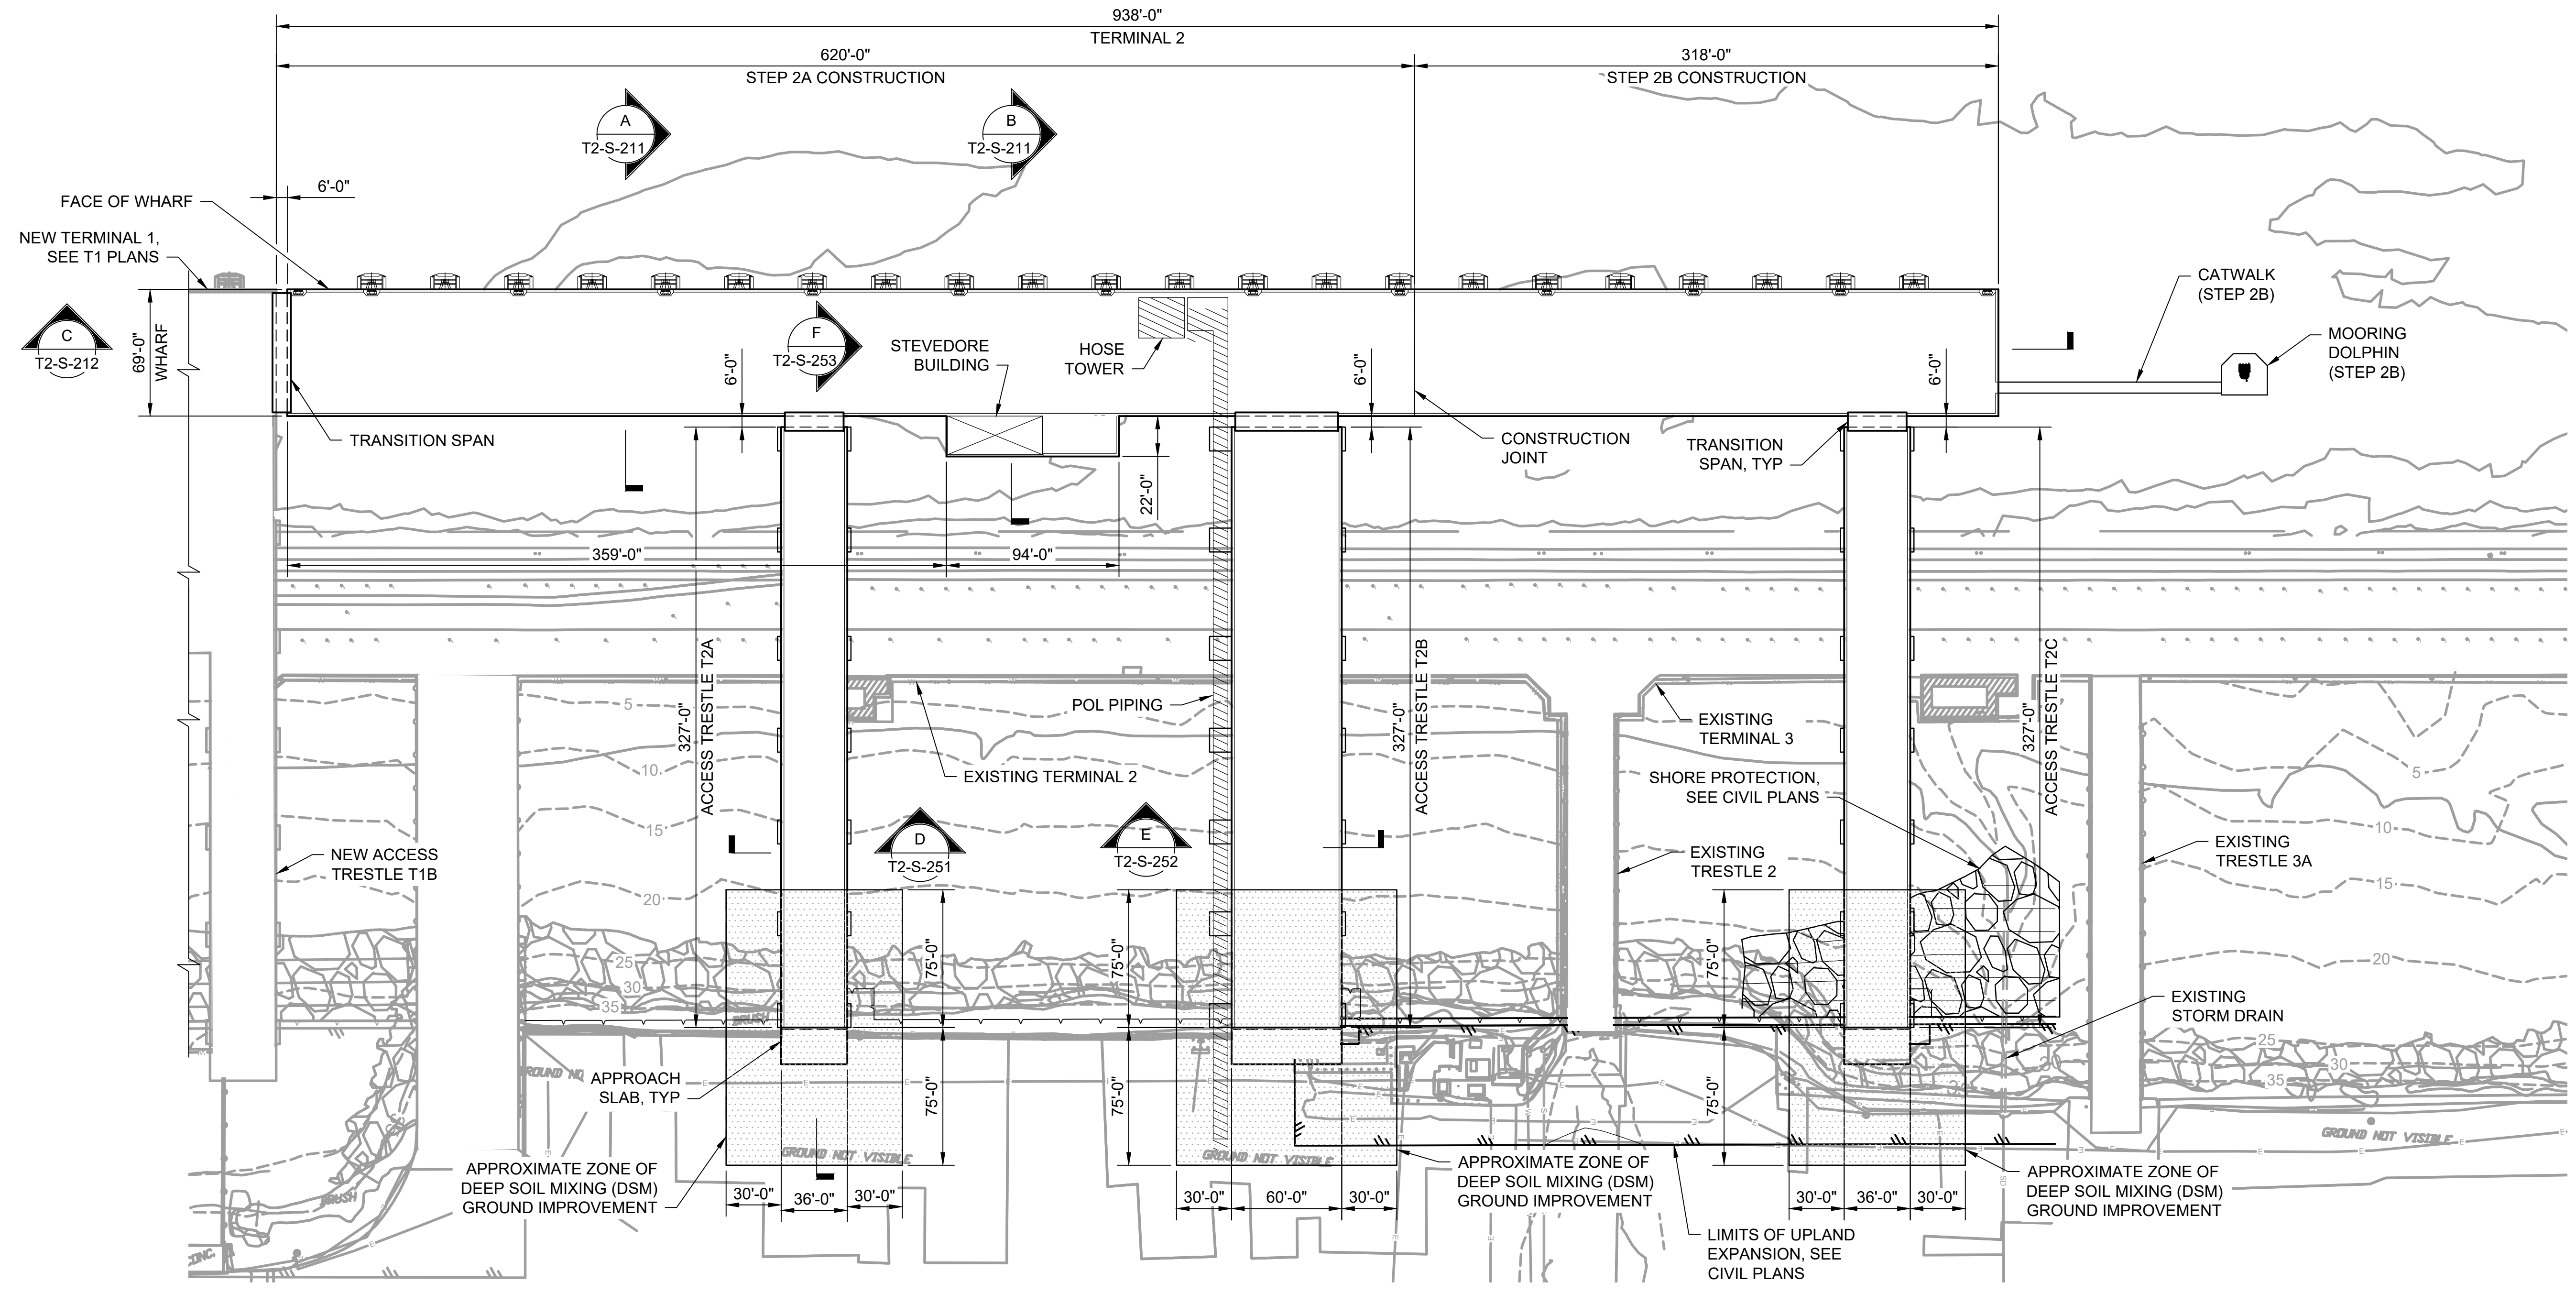 938'-0"
TERMINAL 2
620'-0"
STEP 2A CONSTRUCTION
318'-0"
STEP 2B CONSTRUCTION
A
T2-S-211
B
T2-S-211
6'-0"
FACE OF WHARF
NEW TERMINAL 1,
SEE T1 PLANS
C
T2-S-212
69'-0"
WHARF
F
T2-S-253
6'-0"
STEVEDORE
BUILDING
HOSE
TOWER
6'-0"
6'-0"
CATWALK
(STEP 2B)
MOORING
DOLPHIN
(STEP 2B)
TRANSITION SPAN
CONSTRUCTION
JOINT
TRANSITION
SPAN, TYP
22'-0"
359'-0"
94'-0"
327'-0"
ACCESS TRESTLE T2A
327'-0"
ACCESS TRESTLE T2B
327'-0"
ACCESS TRESTLE T2C
5
POL PIPING
EXISTING
TERMINAL 3
10
EXISTING TERMINAL 2
SHORE PROTECTION,
SEE CIVIL PLANS
5
15
10
D
T2-S-251
E
T2-S-252
NEW ACCESS
TRESTLE T1B
EXISTING
TRESTLE 2
EXISTING
TRESTLE 3A
20
15
75'-0"
75'-0"
75'-0"
25
30
35
20
BRUSH
EXISTING
STORM DRAIN
25
30
35
30
GROUND NO
APPROACH
SLAB, TYP
75'-0"
75'-0"
75'-0"
GROUND NOT VISIBLE
GROUND NOT VISIBLE
GROUND NOT VISIBLE
APPROXIMATE ZONE OF
DEEP SOIL MIXING (DSM)
GROUND IMPROVEMENT
APPROXIMATE ZONE OF
DEEP SOIL MIXING (DSM)
GROUND IMPROVEMENT
APPROXIMATE ZONE OF
DEEP SOIL MIXING (DSM)
GROUND IMPROVEMENT
BRUSH
30'-0"
36'-0"
30'-0"
30'-0"
60'-0"
30'-0"
30'-0"
36'-0"
30'-0"
LIMITS OF UPLAND
EXPANSION, SEE
CIVIL PLANS
CONC.
SD